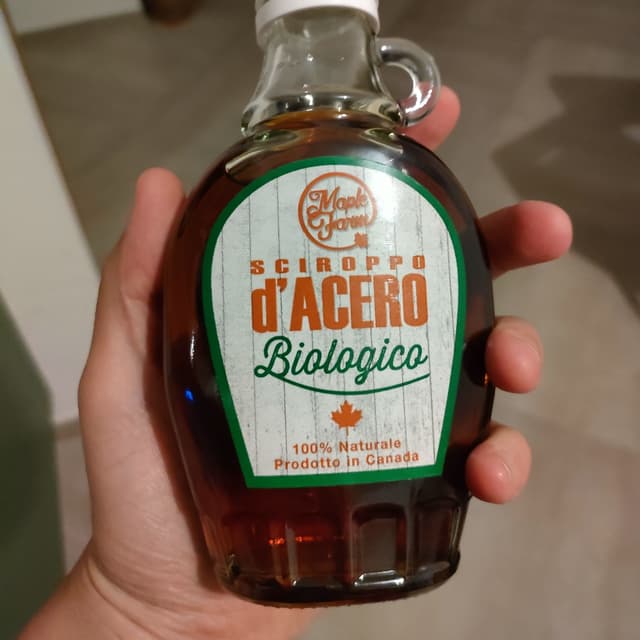 Maple
Farm
SCIROPPO
d'ACERO
Biologico
100% Naturale
Prodotto in Canada